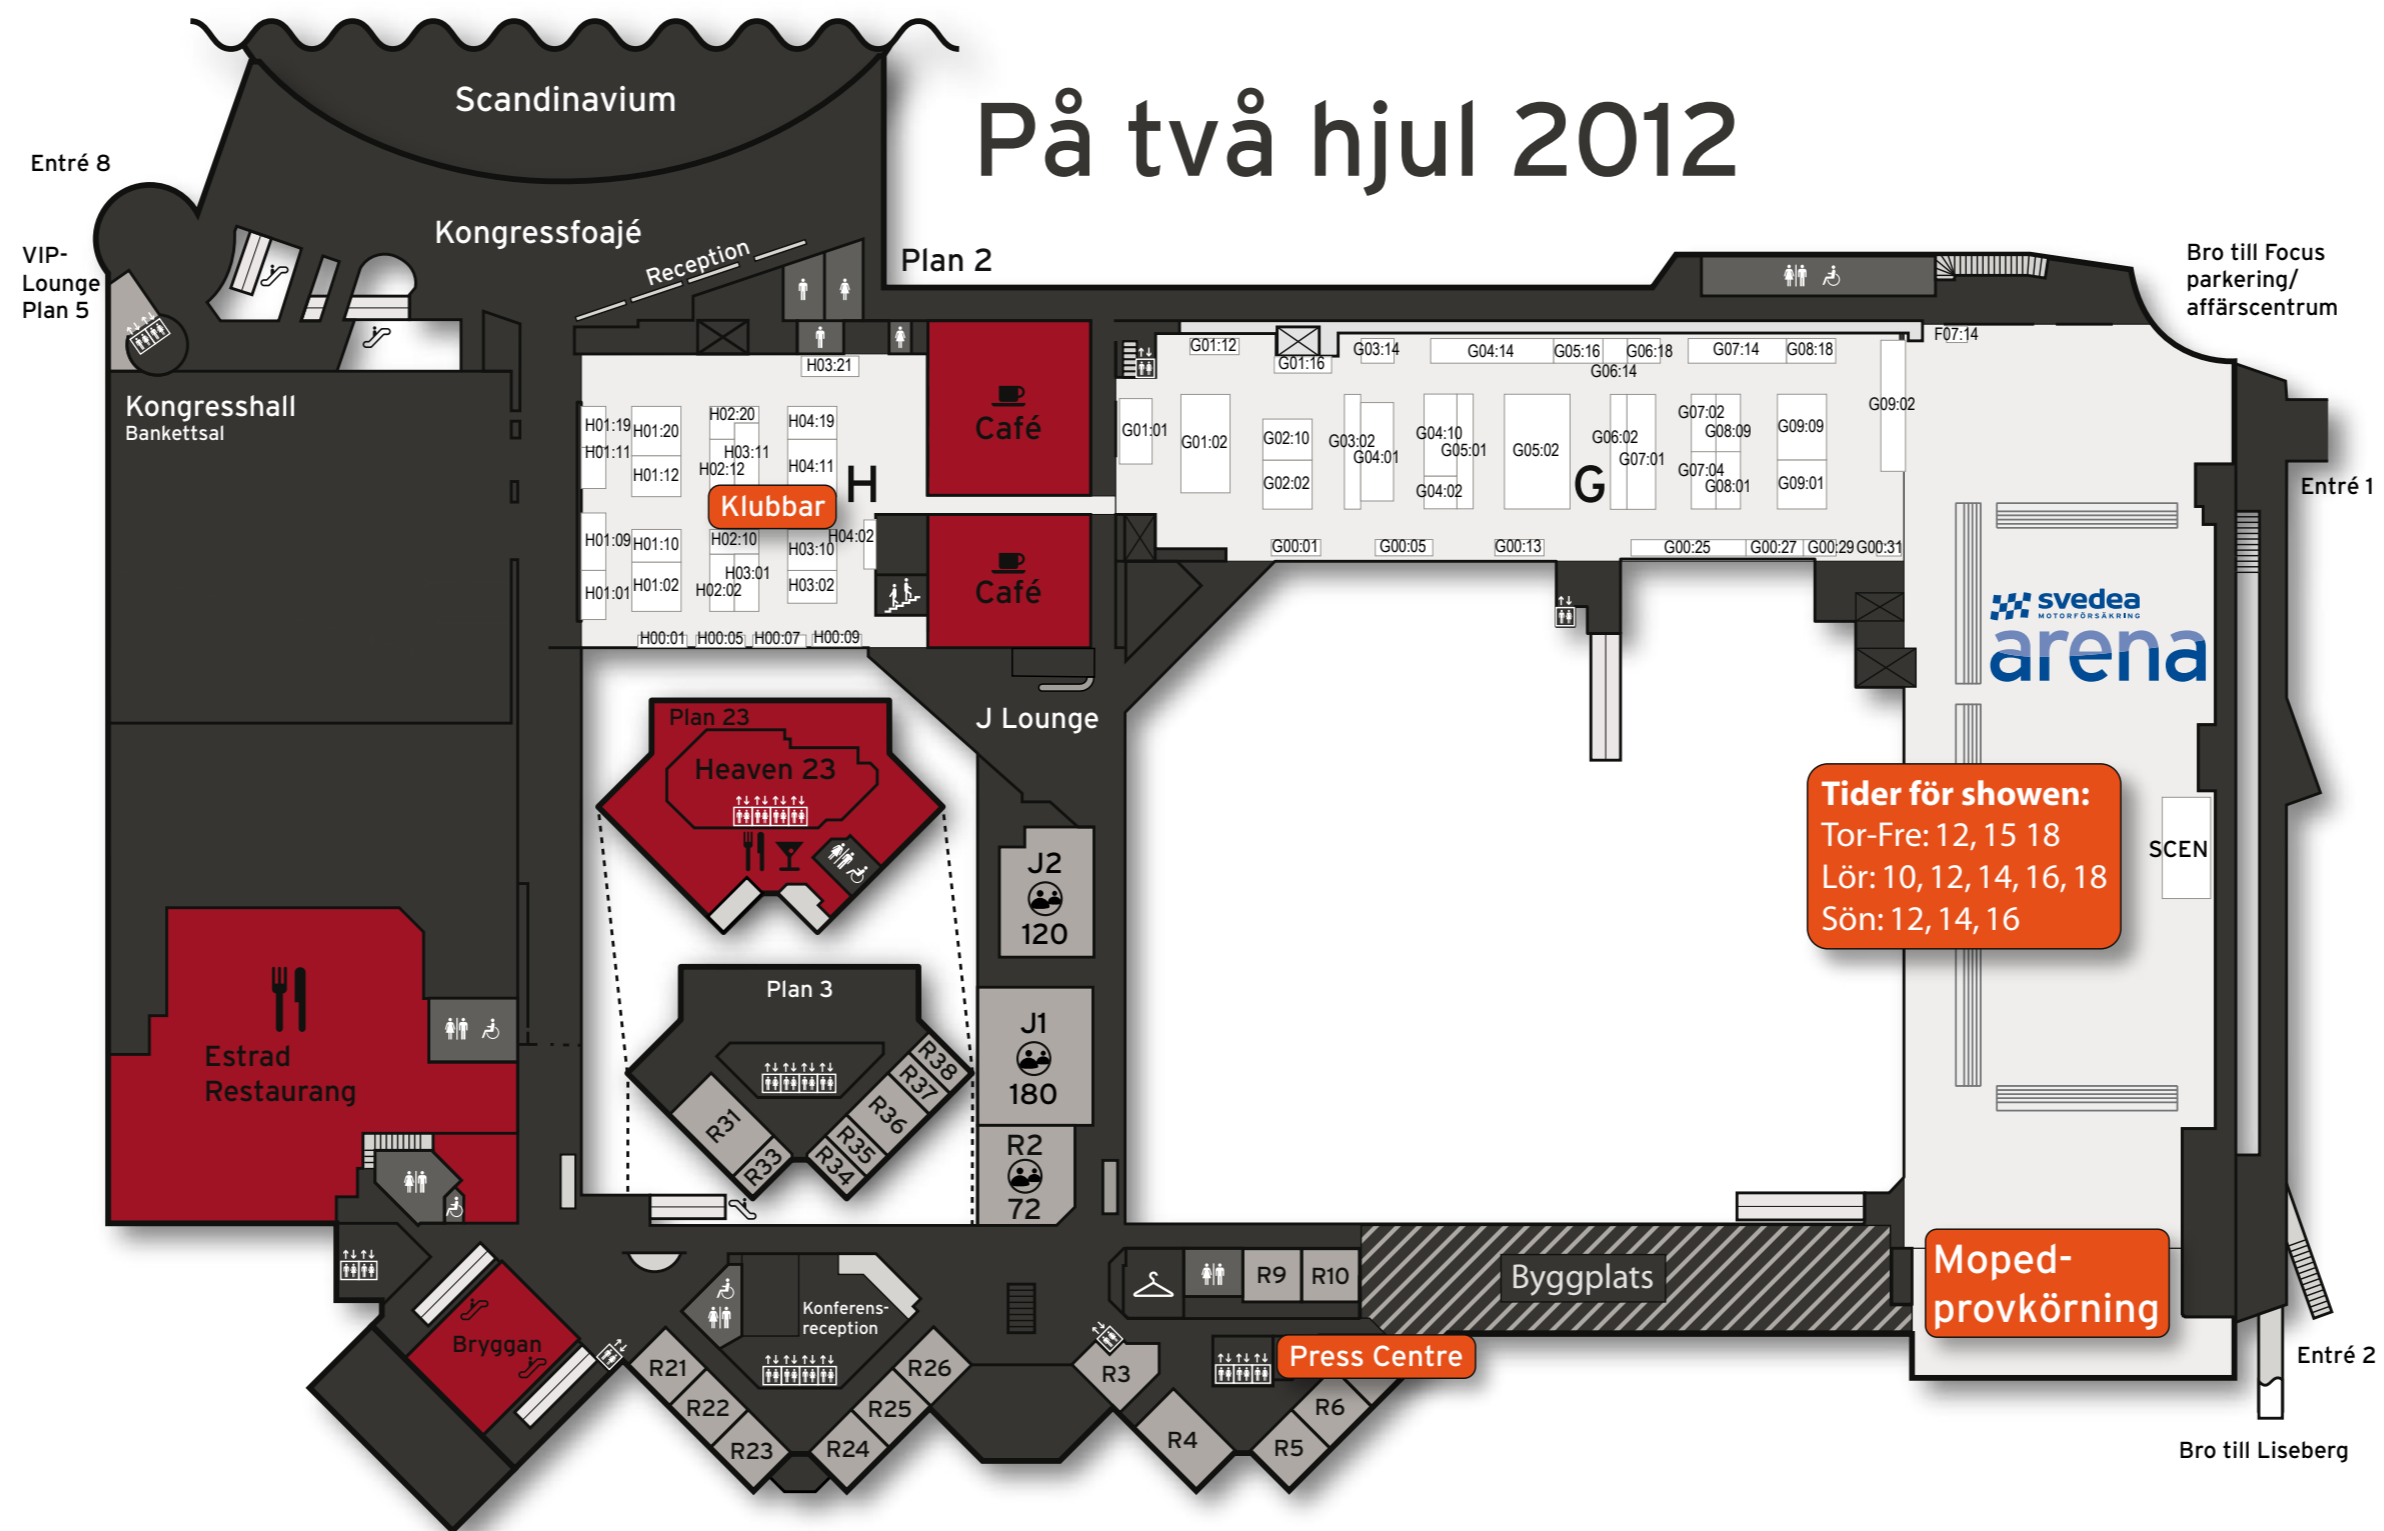 På två hjul 2012
Scandinavium
Entré 8
Kongressfoajé
Reception
VIP-
Lounge
Plan 5
Plan 2
Bro till Focus
parkering/
affärscentrum
Kongresshall
Bankettsal
H03:21
H01:19
H01:20
H02:20
H04:19
H01:11
H03:11
H01:12
H02:12
H04:11
H
Klubbar
H01:09
H01:10
H02:10
H03:10
H04:02
H01:01
H01:02
H02:02
H03:01
H03:02
H00:01
H00:05
H00:07
H00:09
Café
Café
G01:12
G01:16
G03:14
G04:14
G05:16
G06:18
G06:14
G07:14
G08:18
F07:14
G09:02
G01:01
G01:02
G02:10
G02:02
G03:02
G04:01
G04:10
G05:01
G04:02
G05:02
G06:02
G07:01
G
G07:02
G08:09
G07:04
G08:01
G09:09
G09:01
G00:01
G00:05
G00:13
G00:25
G00:27
G00:29
G00:31
Entré 1
svedea
MOTORFÖRSÄKRING
arena
J Lounge
Plan 23
Heaven 23
Tider för showen:
Tor-Fre: 12, 15 18
Lör: 10, 12, 14, 16, 18
Sön: 12, 14, 16
SCEN
J2
120
Plan 3
J1
180
R38
R37
R36
R35
R34
R31
R33
R2
72
Estrad
Restaurang
Bryggan
Konferens-
reception
R21
R22
R23
R24
R25
R26
R9
R10
Byggplats
Moped-
provkörning
Press Centre
R3
R4
R5
R6
Entré 2
Bro till Liseberg